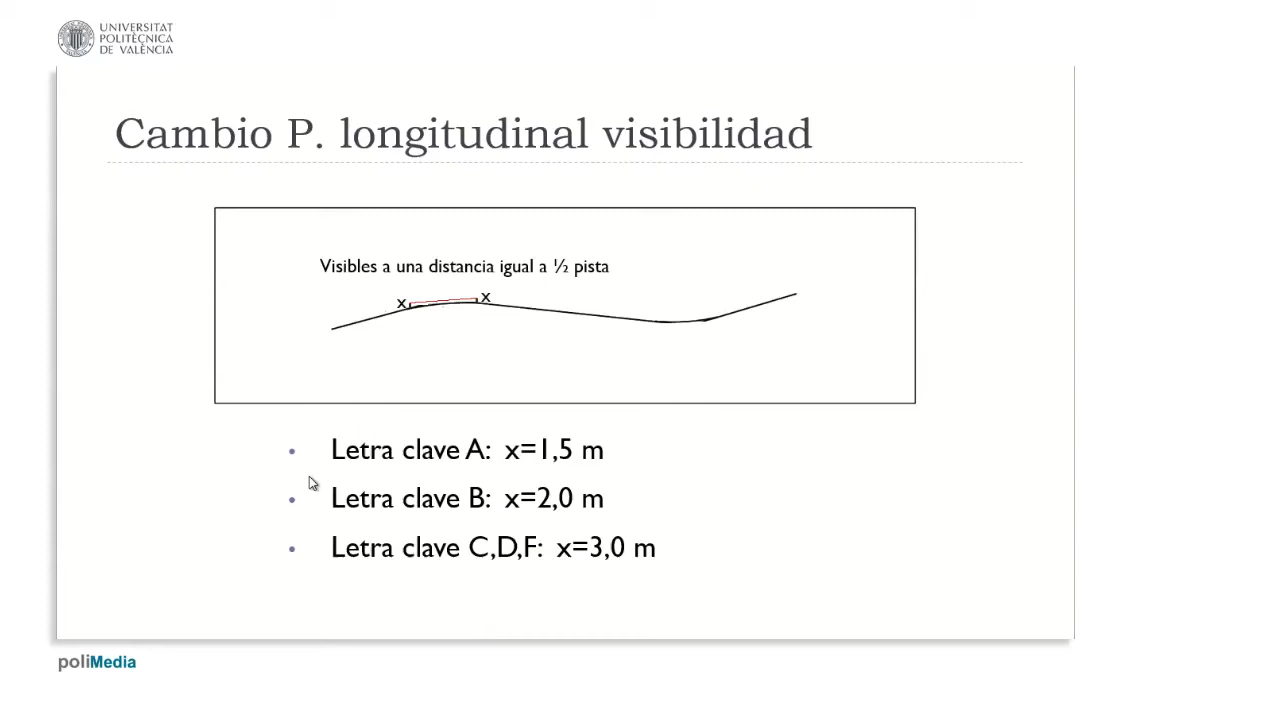 UNIVERSITAT
POLITÈCNICA
DE VALÈNCIA
Cambio P. longitudinal visibilidad
Visibles a una distancia igual a ½ pista
x x
• Letra clave A: x=1,5 m
• Letra clave B: x=2,0 m
• Letra clave C,D,F: x=3,0 m
poliMedia